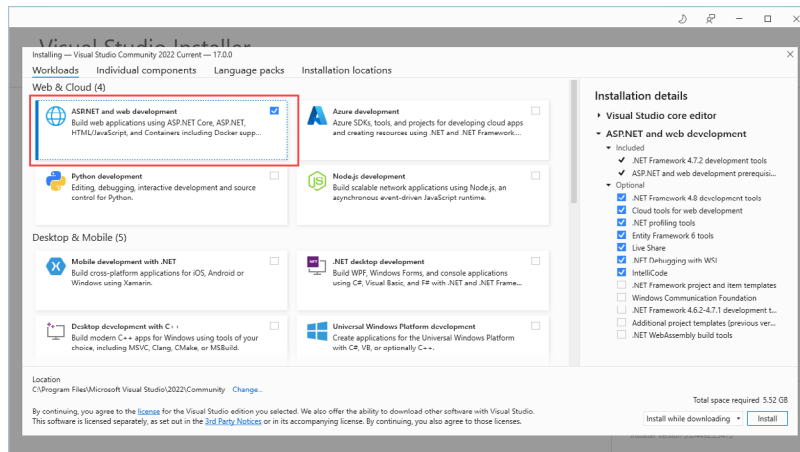 Visual Studio Installer
Installing — Visual Studio Community 2022 Current — 17.0.0
Workloads Individual components Language packs Installation locations
Web & Cloud (4)
ASP.NET and web development
Build web applications using ASP.NET Core, ASP.NET,
HTML/JavaScript, and Containers including Docker supp...
Azure development
Azure SDKs, tools, and projects for developing cloud apps
and creating resources using .NET and .NET Framework....
Python development
Editing, debugging, interactive development and source
control for Python.
Node.js development
Build scalable network applications using Node.js, an
asynchronous event-driven JavaScript runtime.
Desktop & Mobile (5)
Mobile development with .NET
Build cross-platform applications for iOS, Android or
Windows using Xamarin.
.NET
.NET desktop development
Build WPF, Windows Forms, and console applications
using C#, Visual Basic, and F# with .NET and .NET Frame...
Desktop development with C++
Build modern C++ apps for Windows using tools of your
choice, including MSVC, Clang, CMake, or MSBuild.
Universal Windows Platform development
Create applications for the Universal Windows Platform
with C#, VB, or optionally C++.
Installation details
Visual Studio core editor
ASP.NET and web development
Included
.NET Framework 4.7.2 development tools
ASP.NET and web development prerequisi...
Optional
.NET Framework 4.8 development tools
Cloud tools for web development
.NET profiling tools
Entity Framework 6 tools
Live Share
.NET Debugging with WSL
IntelliCode
.NET Framework project and item templates
Windows Communication Foundation
.NET Framework 4.6.2-4.7.1 development t...
Additional project templates (previous ver...
.NET WebAssembly build tools
Location
C:\Program Files\Microsoft Visual Studio\2022\Community Change...
By continuing, you agree to the license for the Visual Studio edition you selected. We also offer the ability to download other software with Visual Studio.
This software is licensed separately, as set out in the 3rd Party Notices or in its accompanying license. By continuing, you also agree to those licenses.
Total space required 5.52 GB
Install while downloading Install